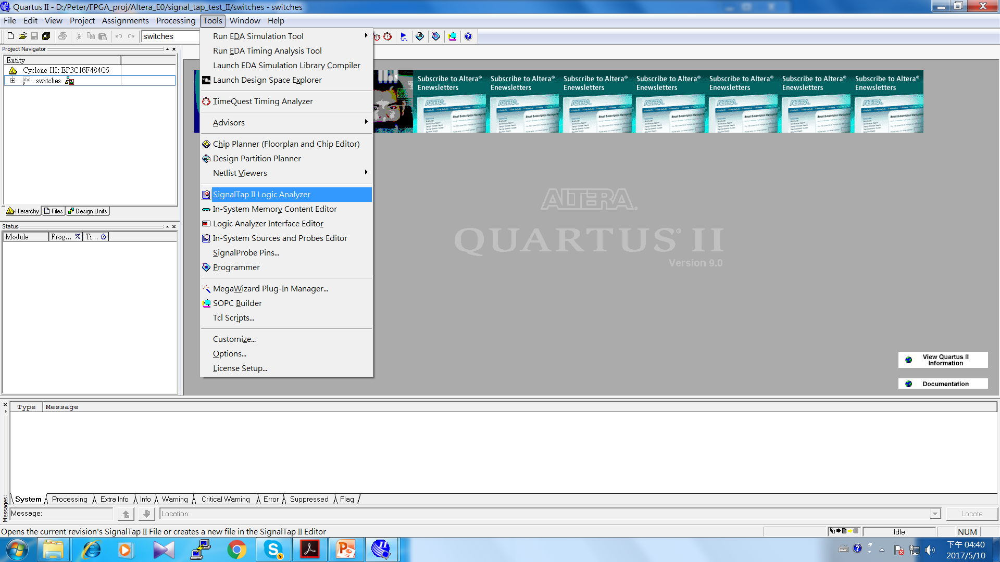 Quartus II - D:/Peter/FPGA_proj/Altera_E0/signal_tap_test_II/switches - switches
File Edit View Project Assignments Processing Tools Window Help
switches
Project Navigator
Entity
Cyclone III: EP3C16F484C6
abc switches
Hierarchy Files Design Units
Status
Module Prog... % Ti...
Run EDA Simulation Tool
Run EDA Timing Analysis Tool
Launch EDA Simulation Library Compiler
Launch Design Space Explorer
TimeQuest Timing Analyzer
Advisors
Chip Planner (Floorplan and Chip Editor)
Design Partition Planner
Netlist Viewers
SignalTap II Logic Analyzer
In-System Memory Content Editor
Logic Analyzer Interface Editor
In-System Sources and Probes Editor
SignalProbe Pins...
Programmer
MegaWizard Plug-In Manager...
SOPC Builder
Tcl Scripts...
Customize...
Options...
License Setup...
Subscribe to Altera® Subscribe to Altera® Subscribe to Altera® Subscribe to Altera® Subscribe to Altera® Subscribe to Altera® Subscribe to Altera®
Enewsletters Enewsletters Enewsletters Enewsletters Enewsletters Enewsletters Enewsletters
ALTERA ALTERA ALTERA ALTERA ALTERA ALTERA ALTERA
ALTERA.
QUARTUS® II
Version 9.0
View Quartus II
Information
Documentation
Type Message
System Processing Extra Info Info Warning Critical Warning Error Suppressed Flag
Messages
Message: Location: Locate
Opens the current revision's SignalTap II File or creates a new file in the SignalTap II Editor
Idle NUM
下午 04:40
2017/5/10